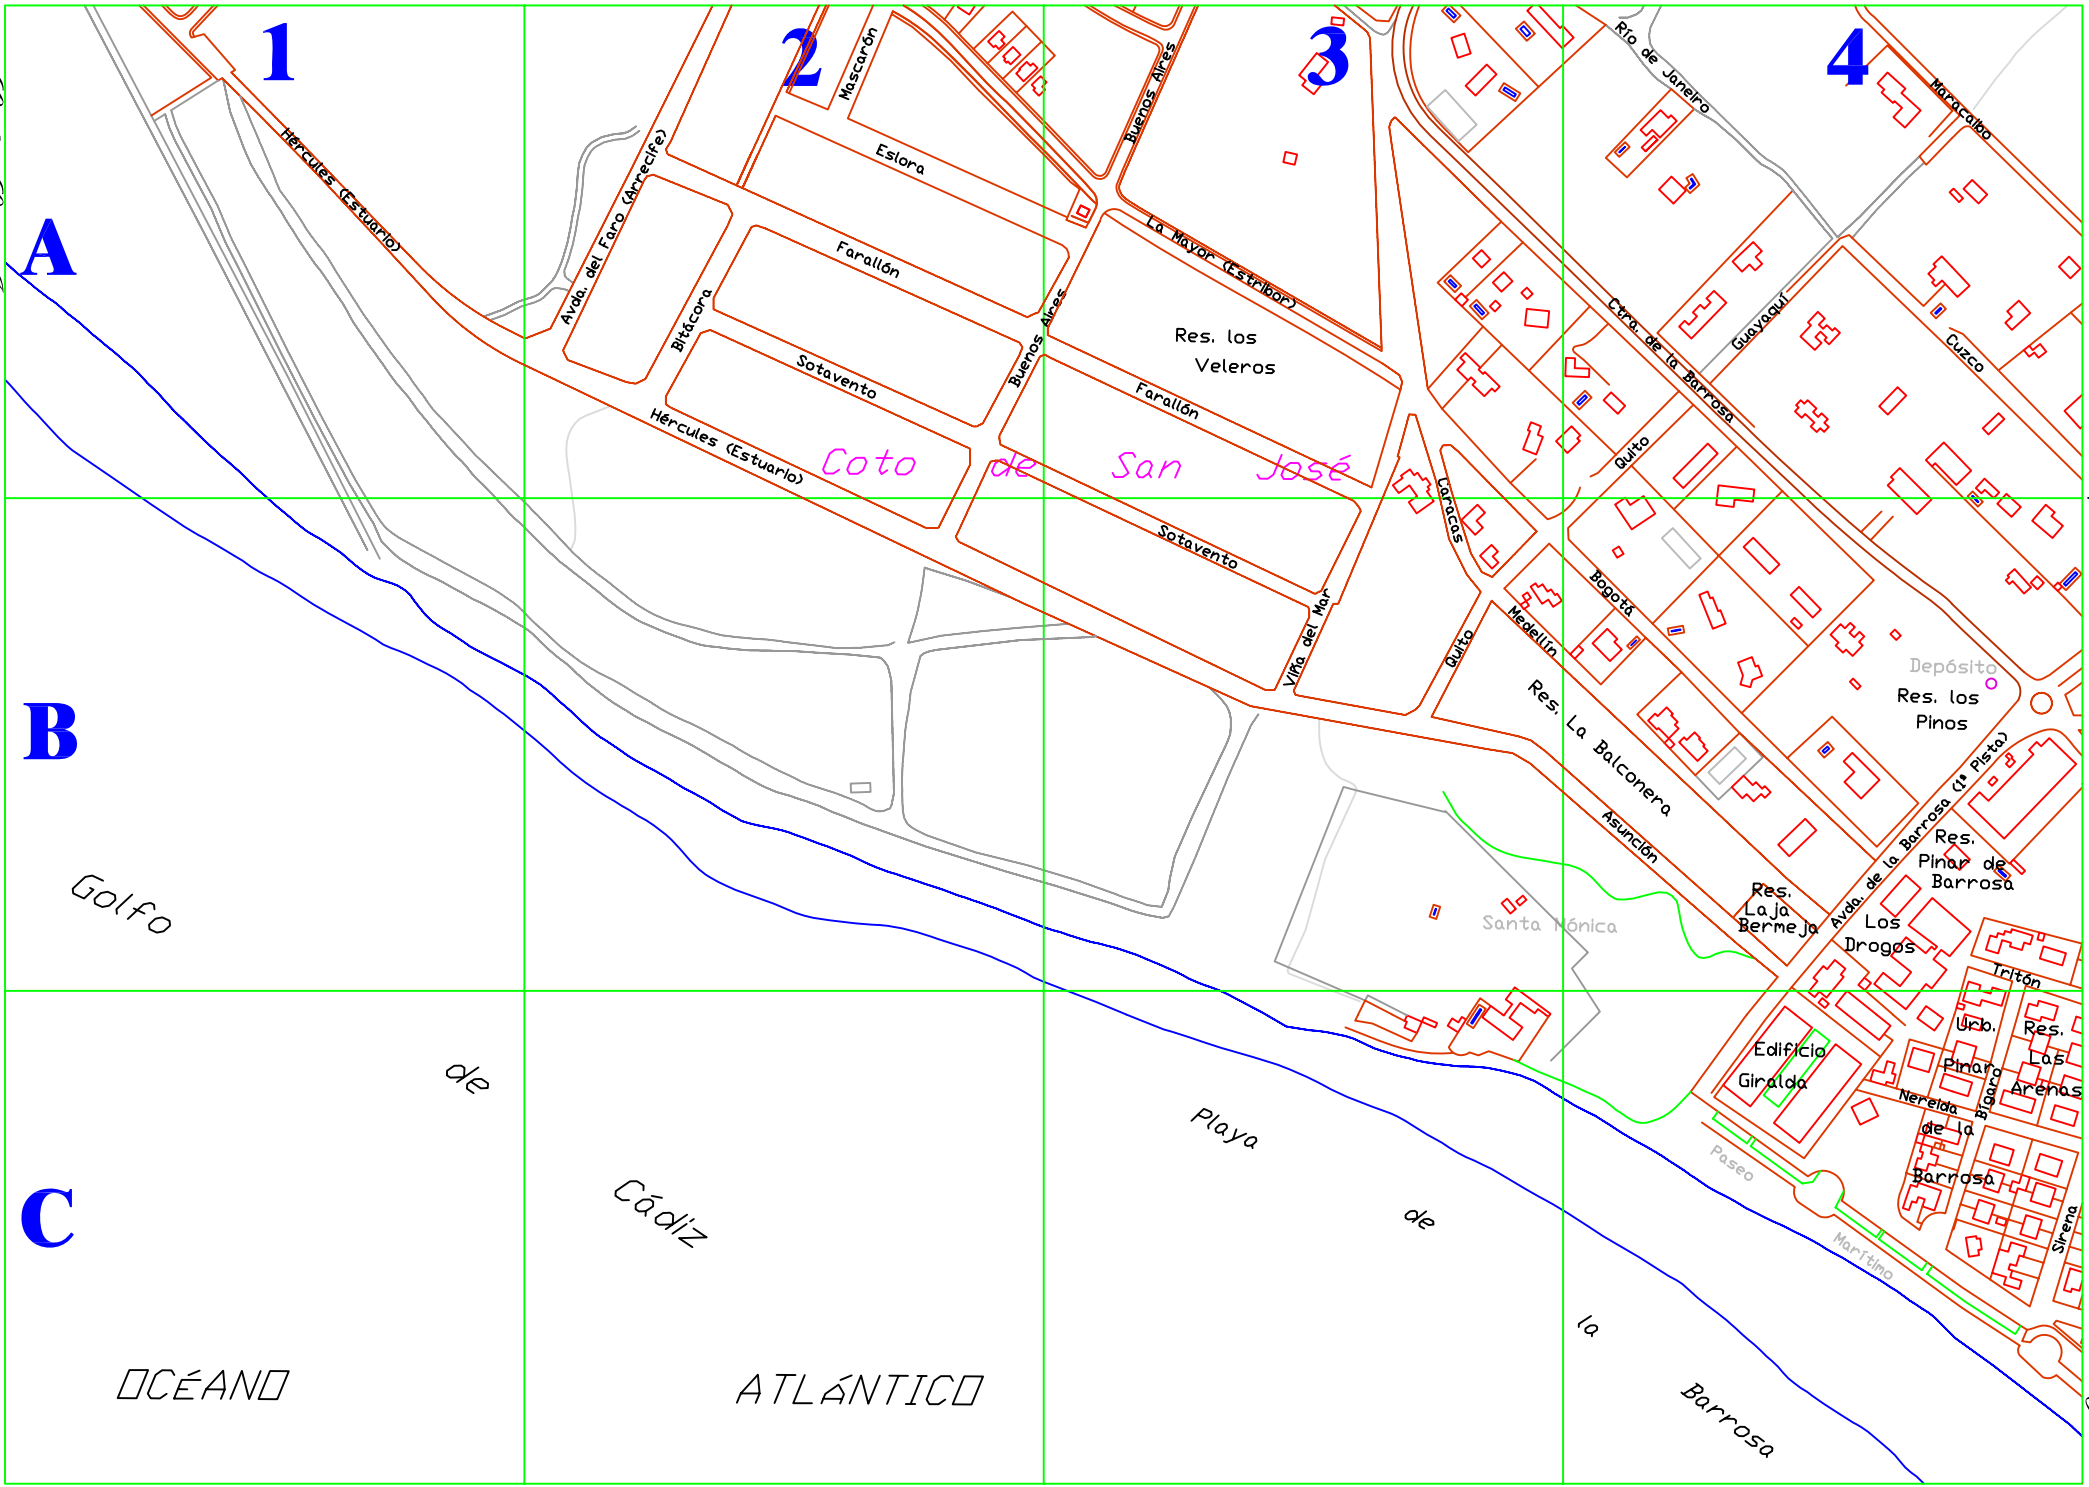 1
2
3
4
A
B
C
Hércules (Estuario)
Avda. del Faro (Arrecife)
Mascarón
Eslora
Buenos Aires
Farallón
Bitácora
Sotavento
Hércules (Estuario)
Buenos Aires
La Mayor (Estribor)
Res. los
Veleros
Farallón
Coto de San José
Río de Janeiro
Maracaibo
Ctra. de la Barrosa
Guayaquí
Cuzco
Quito
Caracas
Sotavento
Viña del Mar
Quito
Bogotá
Medellín
Res. La Balconera
Depósito
Res. los
Pinos
Avda. de la Barrosa (1ª Pista)
Asunción
Res.
Pinar de
Barrosa
Res.
Laja
Bermeja
Los
Drogos
Santa Mónica
Tritón
Urb.
Pinar
de la
Barrosa
Res.
Las
Arenas
Edificio
Giralda
Nereida
Bígaro
Sirena
Paseo
Marítimo
Golfo
de
Cádiz
Playa
de
la
Barrosa
OCÉANO
ATLÁNTICO